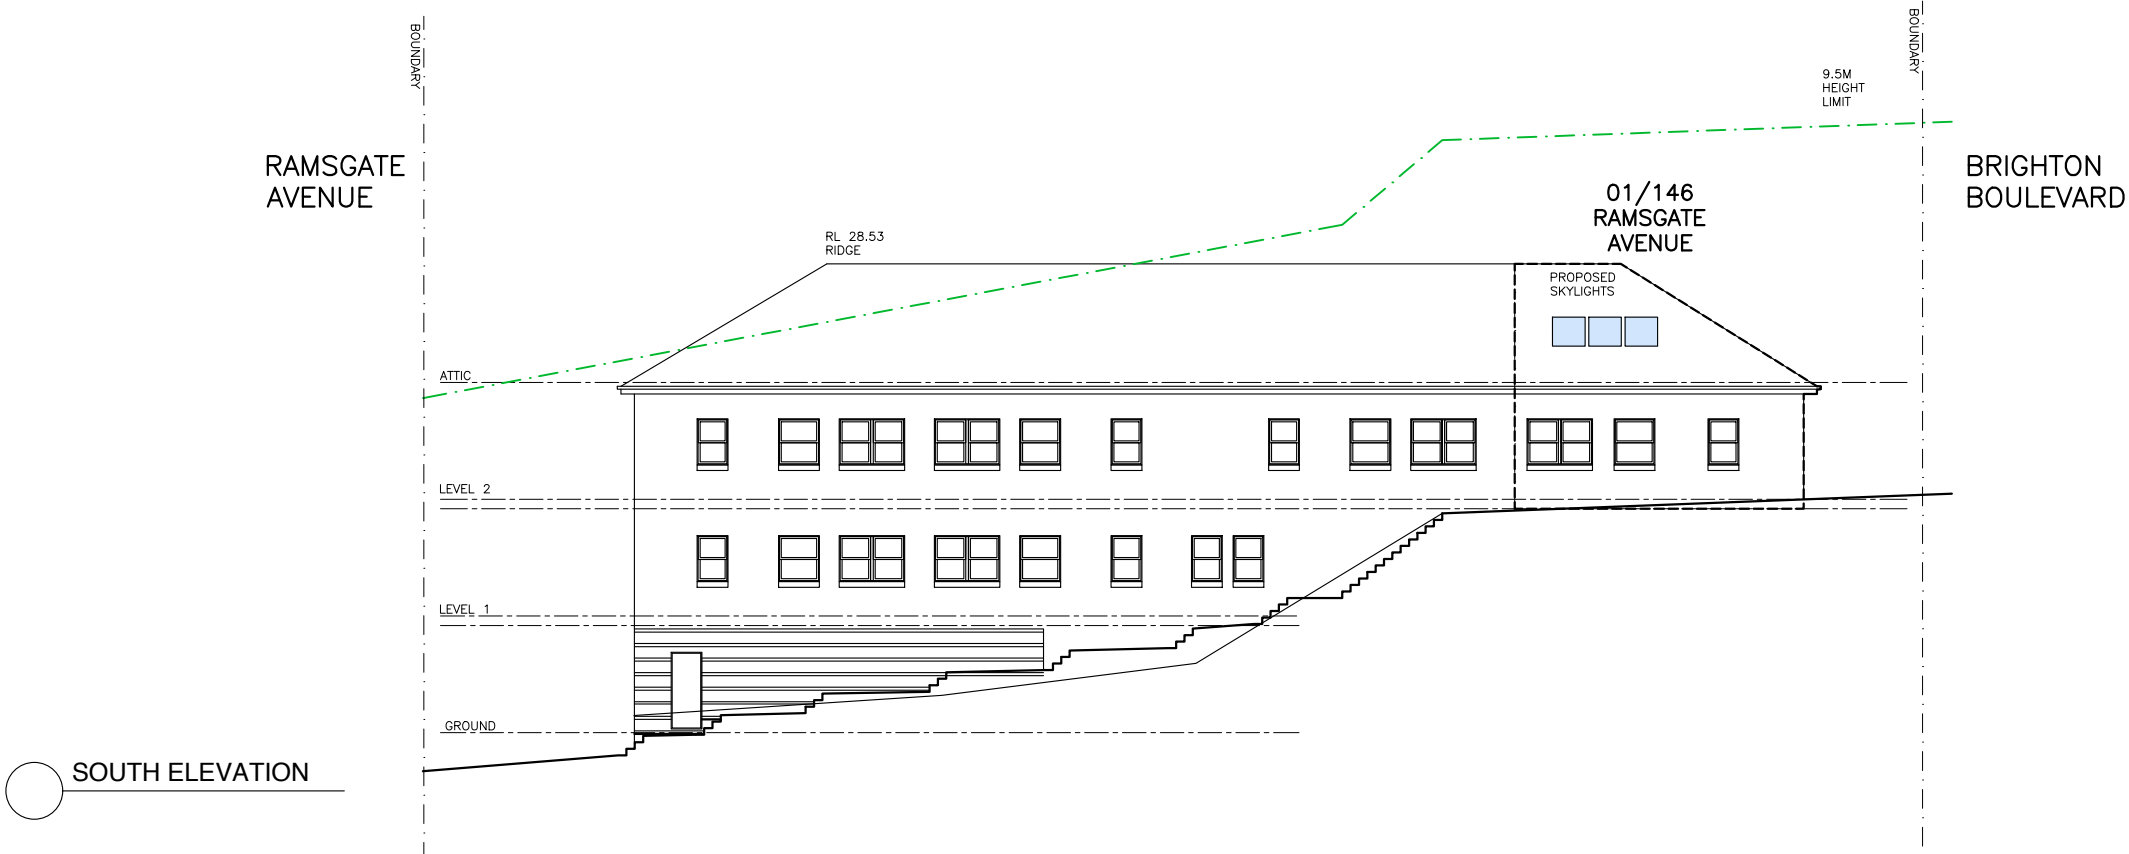 BOUNDARY
BOUNDARY
9.5M
HEIGHT
LIMIT
RAMSGATE
AVENUE
BRIGHTON
BOULEVARD
01/146
RAMSGATE
AVENUE
RL 28.53
RIDGE
PROPOSED
SKYLIGHTS
ATTIC
LEVEL 2
LEVEL 1
GROUND
SOUTH ELEVATION